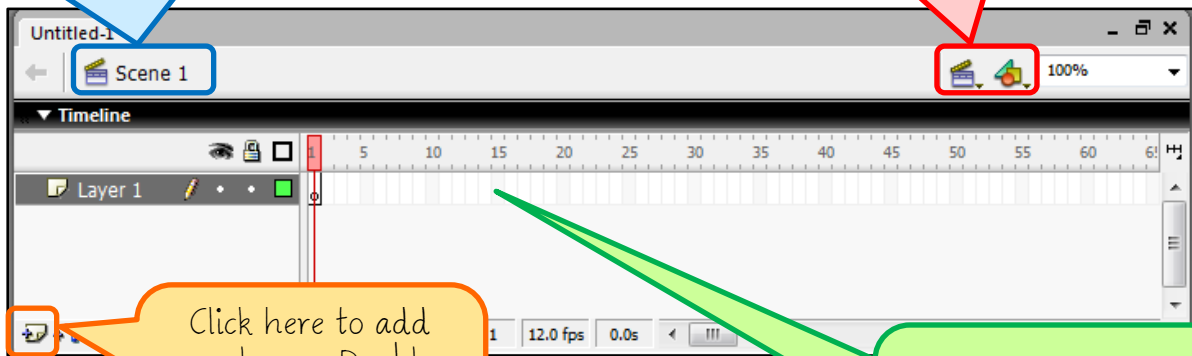 Untitled-1
Scene 1
100%
Timeline
1 5 10 15 20 25 30 35 40 45 50 55 60
Layer 1
Click here to add
1 12.0 fps 0.0s